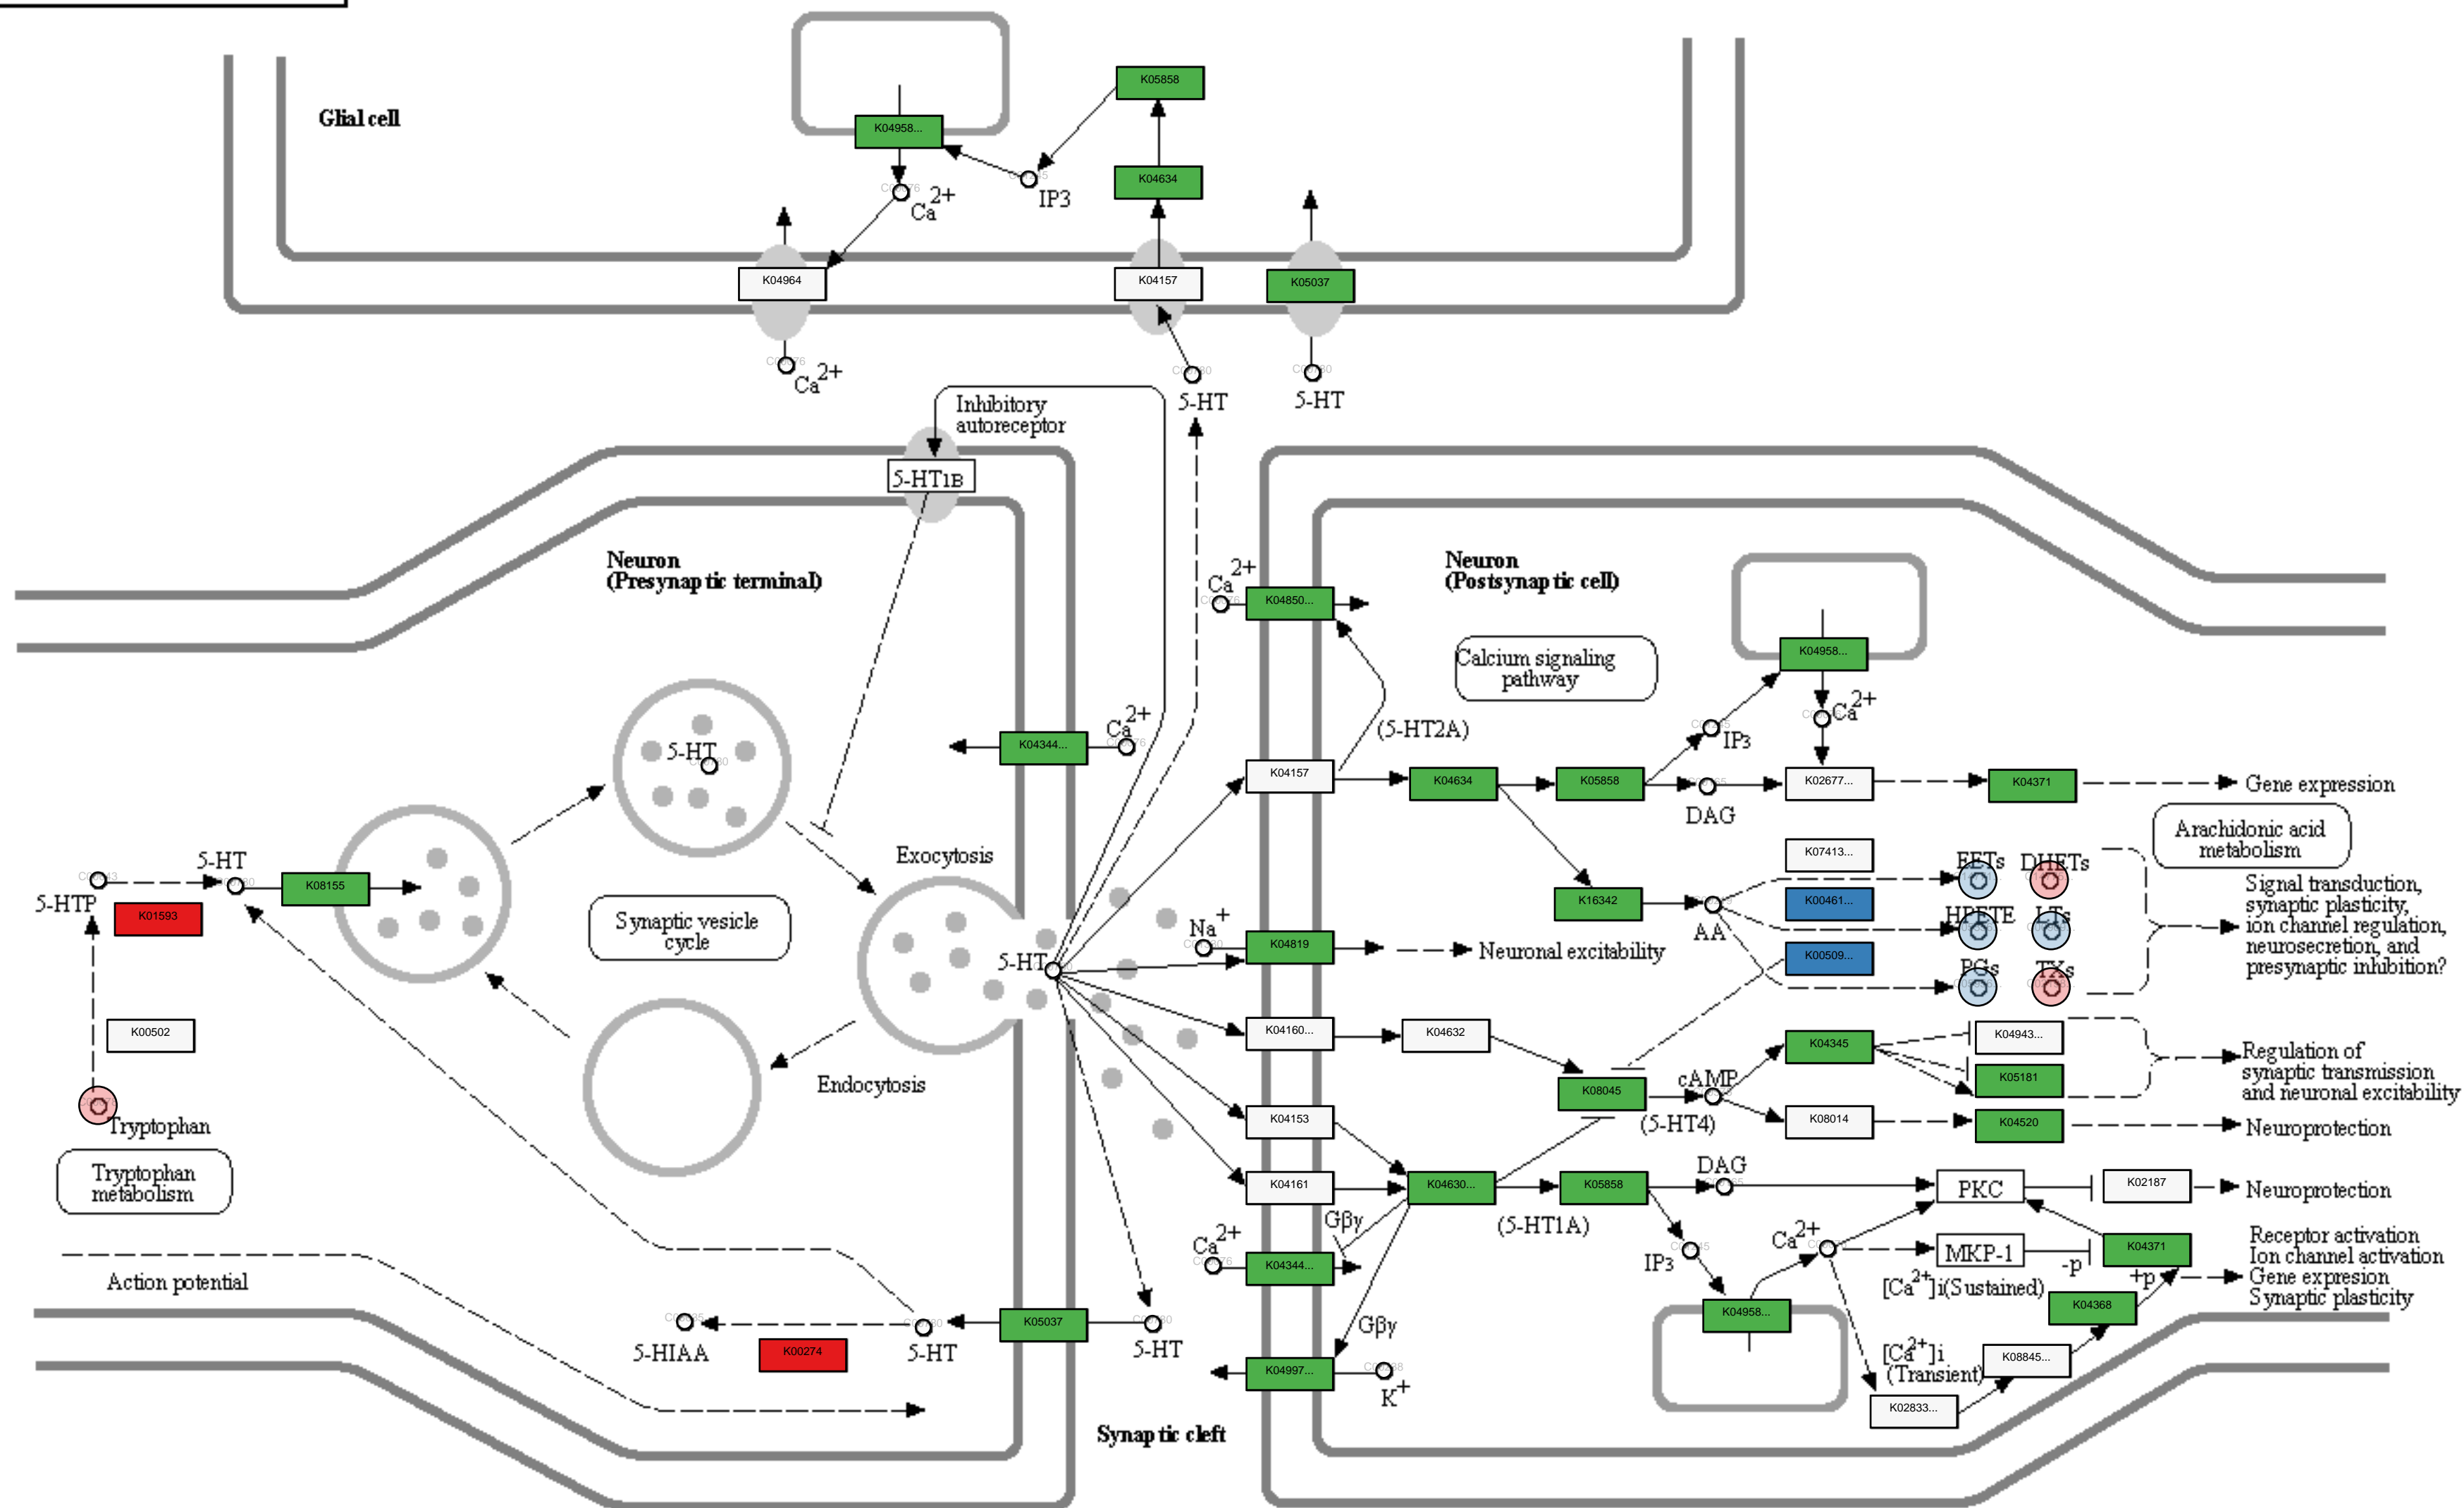 Glial cell
K05858
K04958...
K04634
IP3
Ca2+
K04964
K04157
K05037
Ca2+
5-HT
5-HT
Inhibitory
autoreceptor
5-HT1B
Neuron
(Presynaptic terminal)
Neuron
(Postsynaptic cell)
Ca2+
K04850...
Calcium signaling
pathway
K04958...
Ca2+
(5-HT2A)
IP3
5-HT
K04344...
Ca2+
K04157
K04634
K05858
DAG
K02677...
K04371
Gene expression
Arachidonic acid
metabolism
Exocytosis
K07413...
EETs
DHETs
5-HT
5-HTP
K08155
K01593
K16342
AA
K00461...
HPETE
LTs
Signal transduction,
synaptic plasticity,
ion channel regulation,
neurosecretion, and
presynaptic inhibition?
Synaptic vesicle
cycle
Na+
K04819
Neuronal excitability
K00509...
PGs
TXs
5-HT
K00502
K04160...
K04632
K04345
K04943...
K05181
Regulation of
synaptic transmission
and neuronal excitability
Endocytosis
K08045
cAMP
(5-HT4)
Tryptophan
K04153
K08014
K04520
Neuroprotection
Tryptophan
metabolism
K04161
K04630...
K05858
(5-HT1A)
DAG
PKC
K02187
Neuroprotection
Gβγ
Ca2+
K04344...
IP3
Ca2+
MKP-1
K04371
-p
+p
Receptor activation
Ion channel activation
Gene expresion
Synaptic plasticity
Action potential
[Ca2+]i(Sustained)
K04368
K04958...
5-HIAA
K00274
5-HT
K05037
5-HT
Gβγ
K04997...
K+
[Ca2+]i
(Transient)
K08845...
K02833...
Synaptic cleft